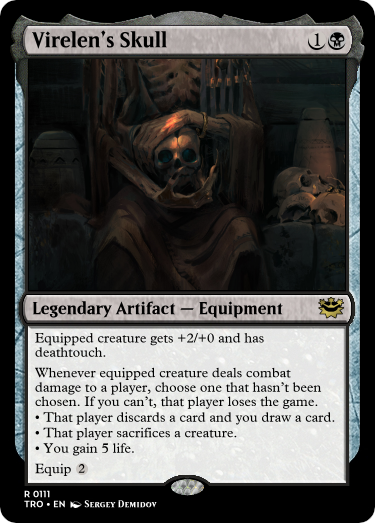 Virelen's Skull 1
Legendary Artifact — Equipment
Equipped creature gets +2/+0 and has
deathtouch.
Whenever equipped creature deals combat
damage to a player, choose one that hasn't been
chosen. If you can't, that player loses the game.
• That player discards a card and you draw a card.
• That player sacrifices a creature.
• You gain 5 life.
Equip 2
R 0111
TRO • EN Sergey Demidov